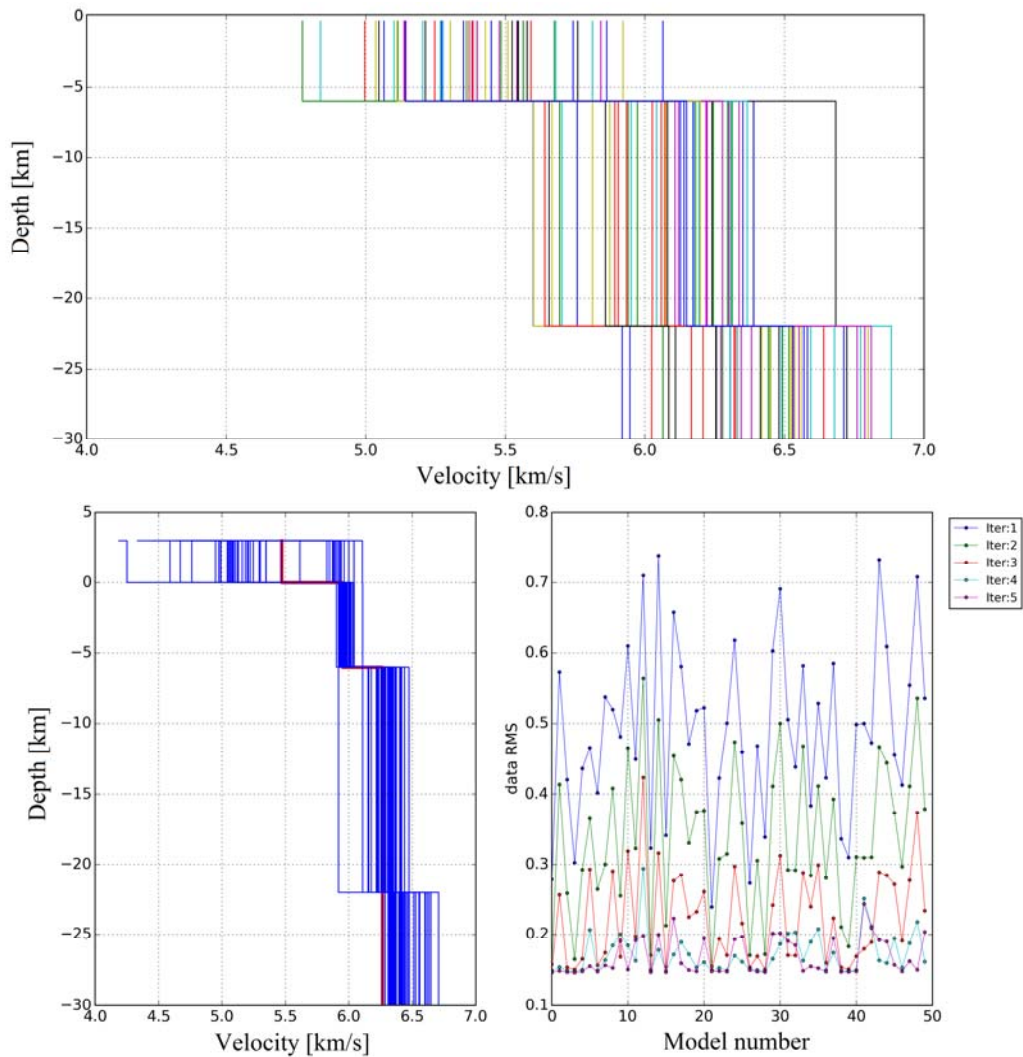 0
−5
−10
−15
−20
−25
−30
Depth [km]
4.0 4.5 5.0 5.5 6.0 6.5 7.0
Velocity [km/s]
5
0
−5
−10
−15
−20
−25
−30
Depth [km]
4.0 4.5 5.0 5.5 6.0 6.5 7.0
Velocity [km/s]
0.8
0.7
0.6
0.5
0.4
0.3
0.2
0.1
data RMS
0 10 20 30 40 50
Model number
Iter:1
Iter:2
Iter:3
Iter:4
Iter:5